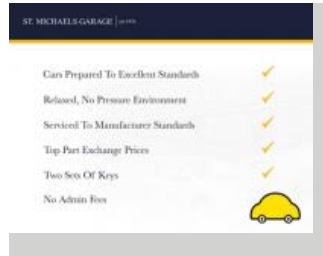 ST. MICHAELS GARAGE
Cars Prepared To Excellent Standards
Relaxed, No Pressure Environment
Serviced To Manufacturer Standards
Top Part Exchange Prices
Two Sets Of Keys
No Admin Fees